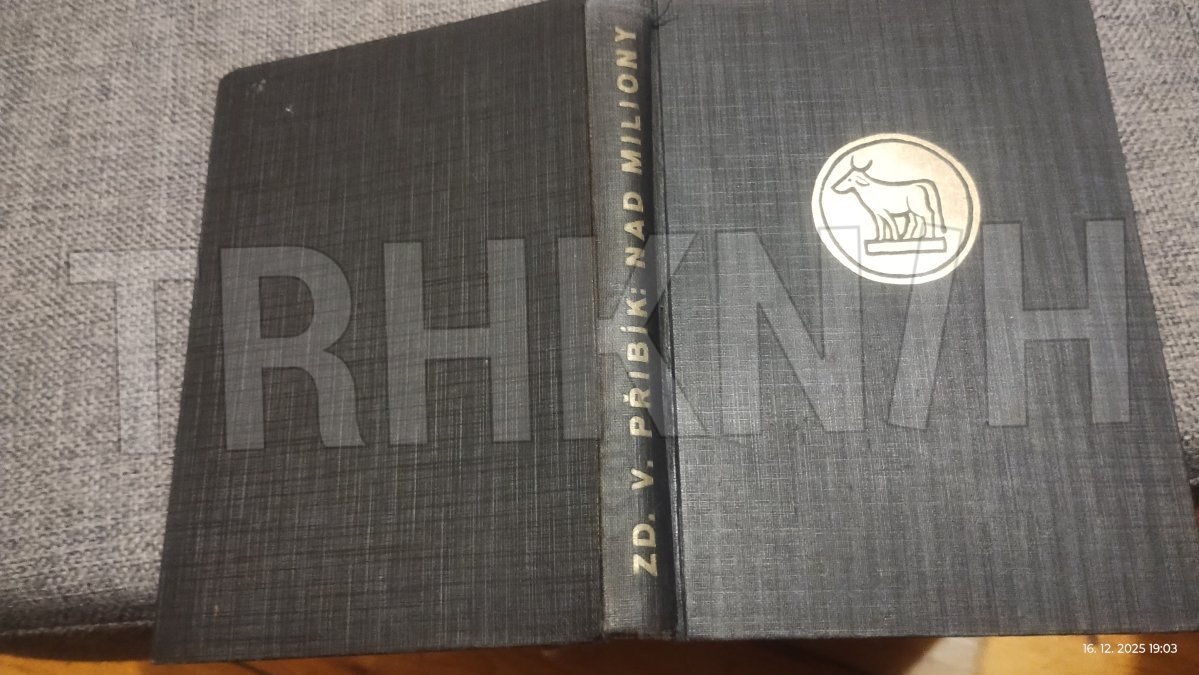 ZD. V. PŘIBÍK: NAD MILIONY
TRHKNIH
16. 12. 2025 19:03